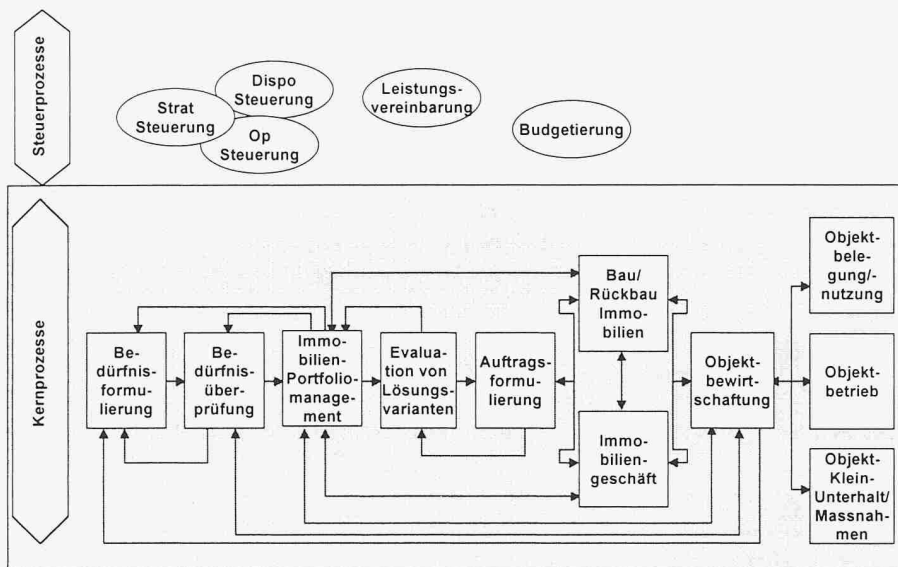 Steuerprozesse
Strat
Steuerung
Dispo
Steuerung
Op
Steuerung
Leistungs-
vereinbarung
Budgetierung
Kernprozesse
Be-
dürfnis-
formu-
lierung
Be-
dürfnis-
über-
prüfung
Immo-
bilien-
Portfolio-
manage-
ment
Evalua-
tion von
Lösungs-
varianten
Auftrags-
formu-
lierung
Bau/
Rückbau
Immo-
bilien
Immo-
bilien-
geschäft
Objekt-
bewirt-
schaftung
Objekt-
bele-
gung/-
nutzung
Objekt-
betrieb
Objekt-
Klein-
Unterhalt/
Massnah-
men